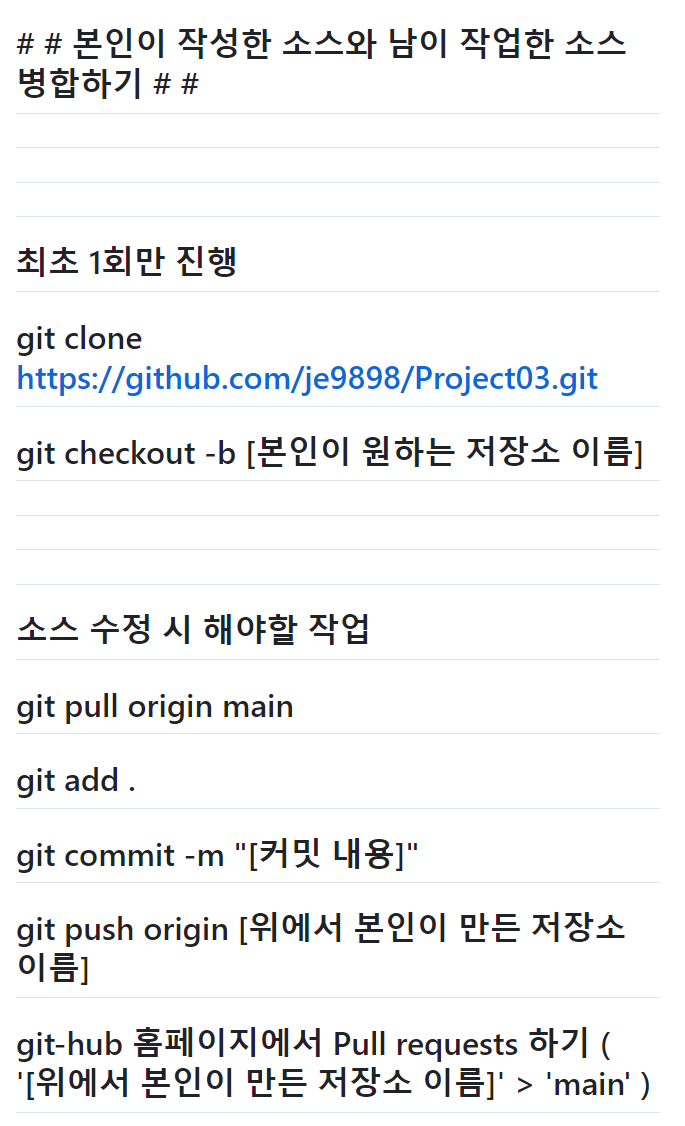 # # 본인이 작성한 소스와 남이 작업한 소스
병합하기 # #
최초 1회만 진행
git clone
https://github.com/je9898/Project03.git
git checkout -b [본인이 원하는 저장소 이름]
소스 수정 시 해야할 작업
git pull origin main
git add .
git commit -m "[커밋 내용]"
git push origin [위에서 본인이 만든 저장소
이름]
git-hub 홈페이지에서 Pull requests 하기 (
'[위에서 본인이 만든 저장소 이름]' > 'main' )